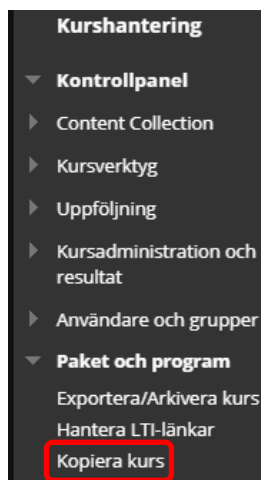 Kurshantering
Kontrollpanel
Content Collection
Kursverktyg
Uppföljning
Kursadministration och
resultat
Användare och grupper
Paket och program
Exportera/Arkivera kurs
Hantera LTI-länkar
Kopiera kurs